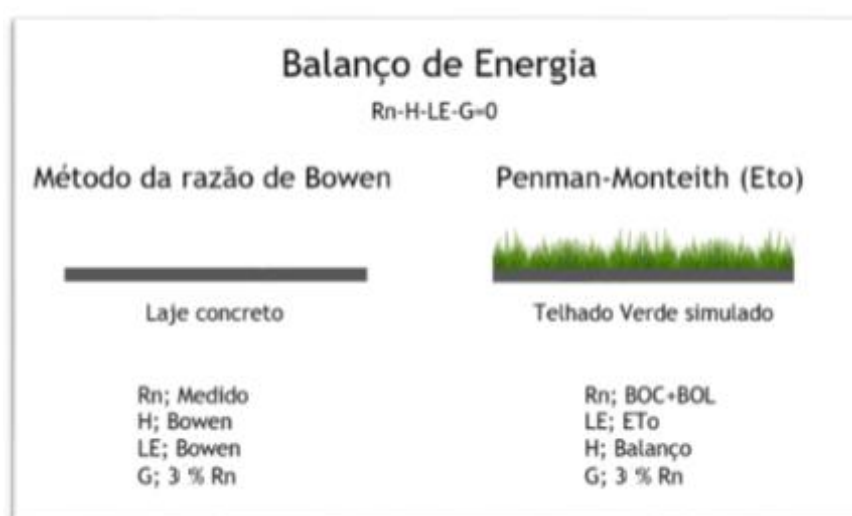 Balanço de Energia
Rn-H-LE-G=0
Método da razão de Bowen
Laje concreto
Rn; Medido
H; Bowen
LE; Bowen
G; 3 % Rn
Penman-Monteith (Eto)
Telhado Verde simulado
Rn; BOC+BOL
LE; ETo
H; Balanço
G; 3 % Rn